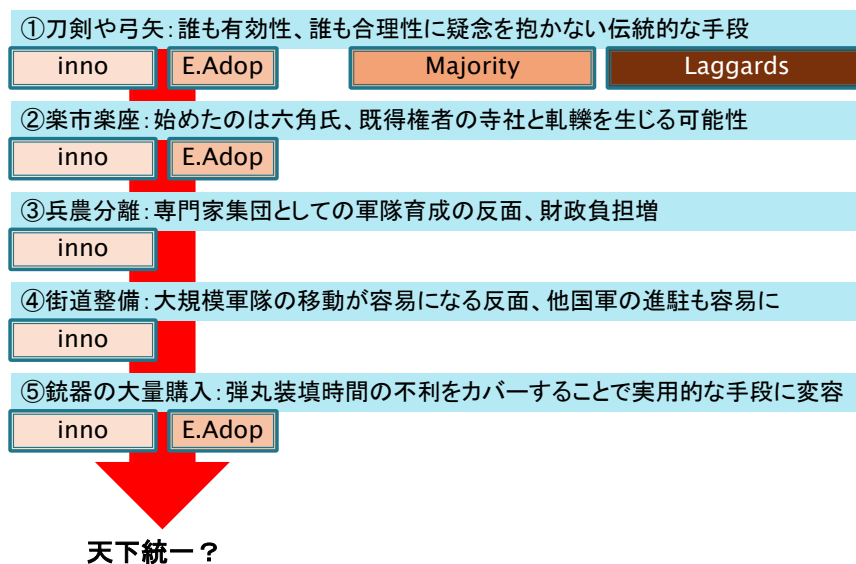 ①刀剣や弓矢：誰も有効性、誰も合理性に疑念を抱かない伝統的な手段
inno E.Adop Majority Laggards
②楽市楽座：始めたのは六角氏、既得権者の寺社と軋轢を生じる可能性
inno E.Adop
③兵農分離：専門家集団としての軍隊育成の反面、財政負担増
inno
④街道整備：大規模軍隊の移動が容易になる反面、他国軍の進駐も容易に
inno
⑤銃器の大量購入：弾丸装填時間の不利をカバーすることで実用的な手段に変容
inno E.Adop
天下統一？